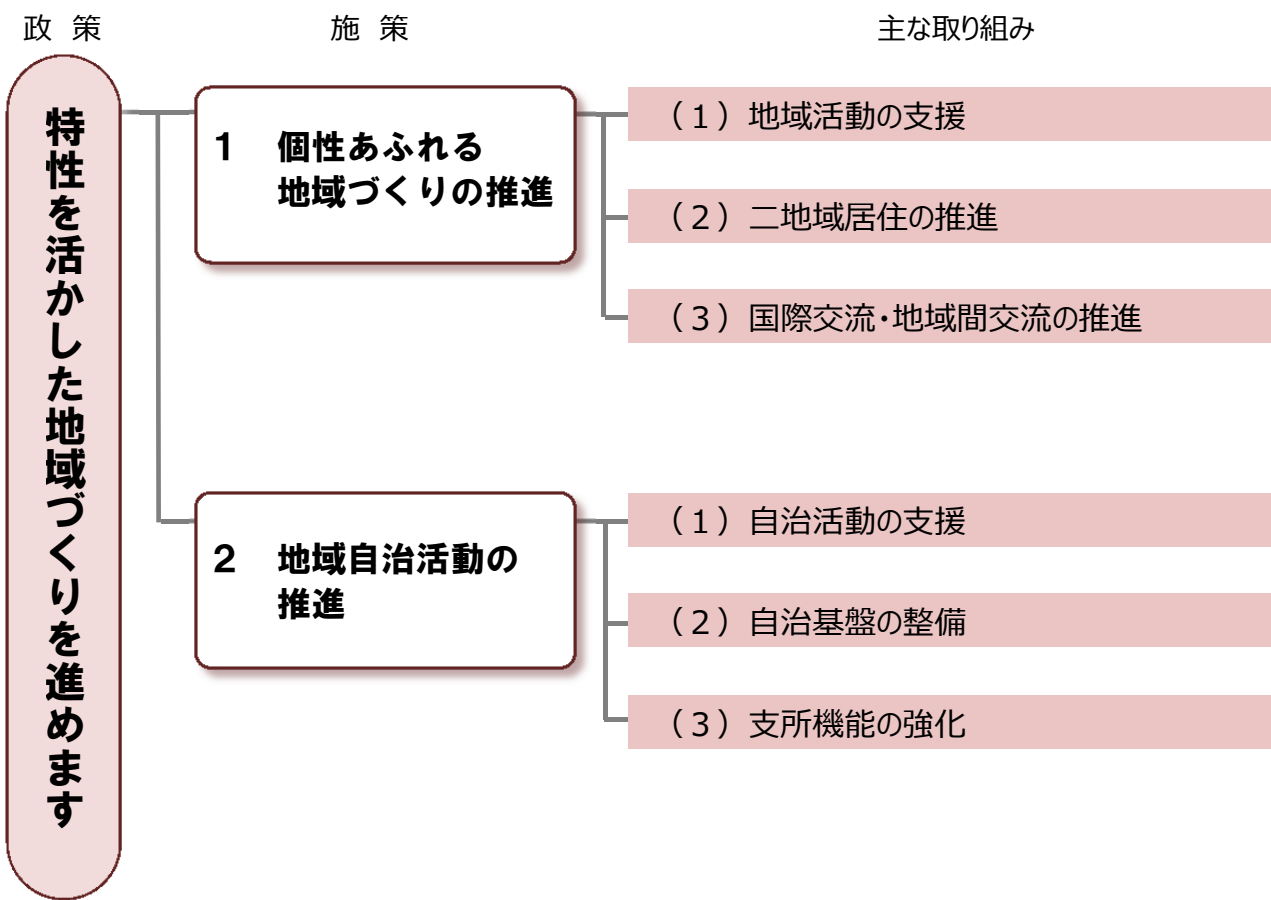 政 策
施 策
主な取り組み
特性を活かした地域づくりを進めます
1 個性あふれる
地域づくりの推進
（1）地域活動の支援
（2）二地域居住の推進
（3）国際交流・地域間交流の推進
2 地域自治活動の
推進
（1）自治活動の支援
（2）自治基盤の整備
（3）支所機能の強化